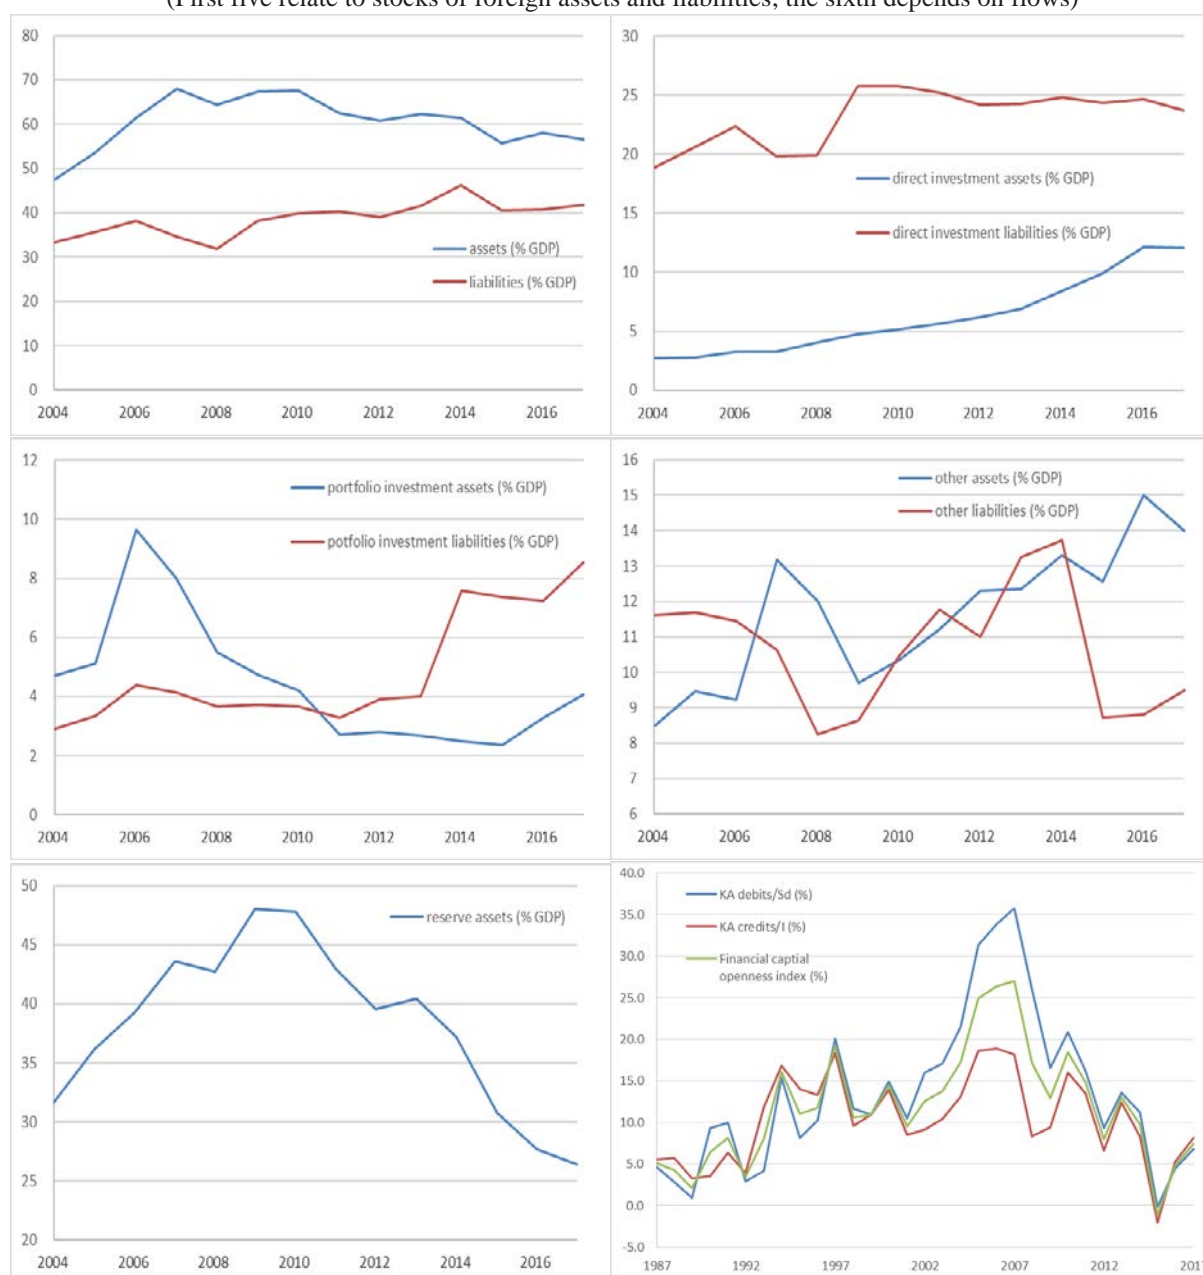 (First five relate to stocks of foreign assets and liabilities; the sixth depends on flows)
80
70
60
50
40
30
20
10
0
assets (% GDP)
liabilities (% GDP)
2004 2006 2008 2010 2012 2014 2016
30
25
20
15
10
5
0
direct investment assets (% GDP)
direct investment liabilities (% GDP)
2004 2006 2008 2010 2012 2014 2016
12
10
8
6
4
2
0
portfolio investment assets (% GDP)
potfolio investment liabilities (% GDP)
2004 2006 2008 2010 2012 2014 2016
16
15
14
13
12
11
10
9
8
7
6
other assets (% GDP)
other liabilities (% GDP)
2004 2006 2008 2010 2012 2014 2016
50
45
40
35
30
25
20
reserve assets (% GDP)
2004 2006 2008 2010 2012 2014 2016
40.0
35.0
30.0
25.0
20.0
15.0
10.0
5.0
0.0
-5.0
KA debits/Sd (%)
KA credits/I (%)
Financial captial
openness index (%)
1987 1992 1997 2002 2007 2012 2017